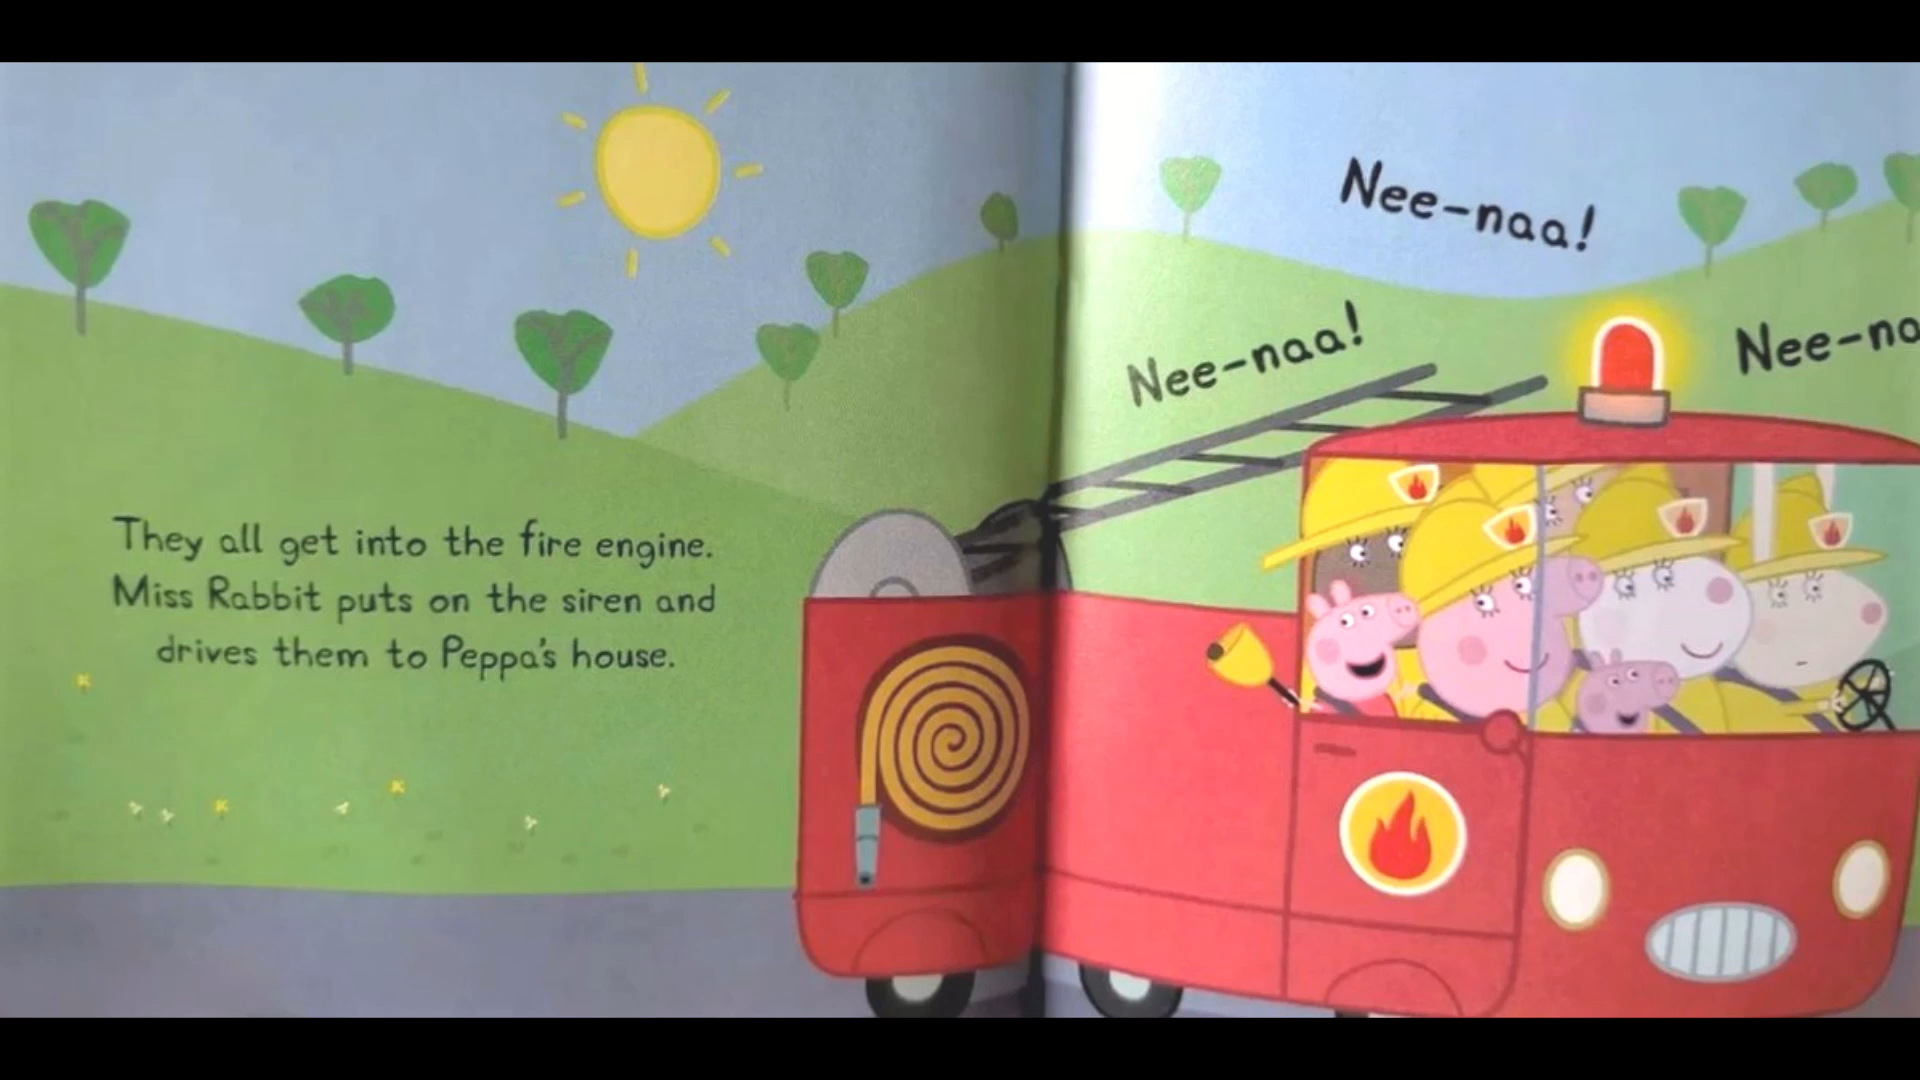 They all get into the fire engine.
Miss Rabbit puts on the siren and
drives them to Peppa's house.
Nee-naa!
Nee-naa!